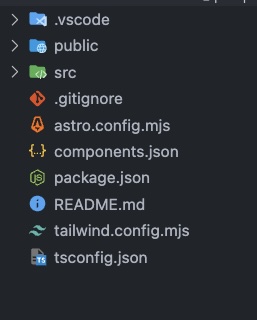 .vscode
public
src
.gitignore
astro.config.mjs
components.json
package.json
README.md
tailwind.config.mjs
tsconfig.json